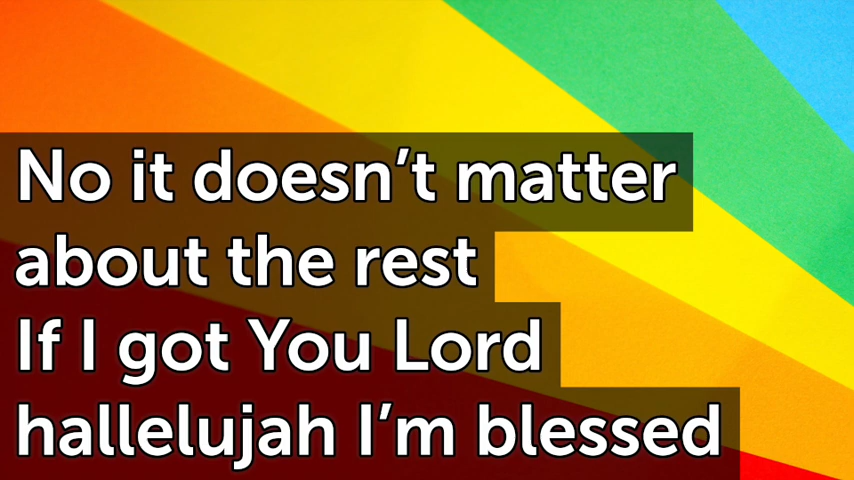 No it doesn’t matter
about the rest
If I got You Lord
hallelujah I’m blessed